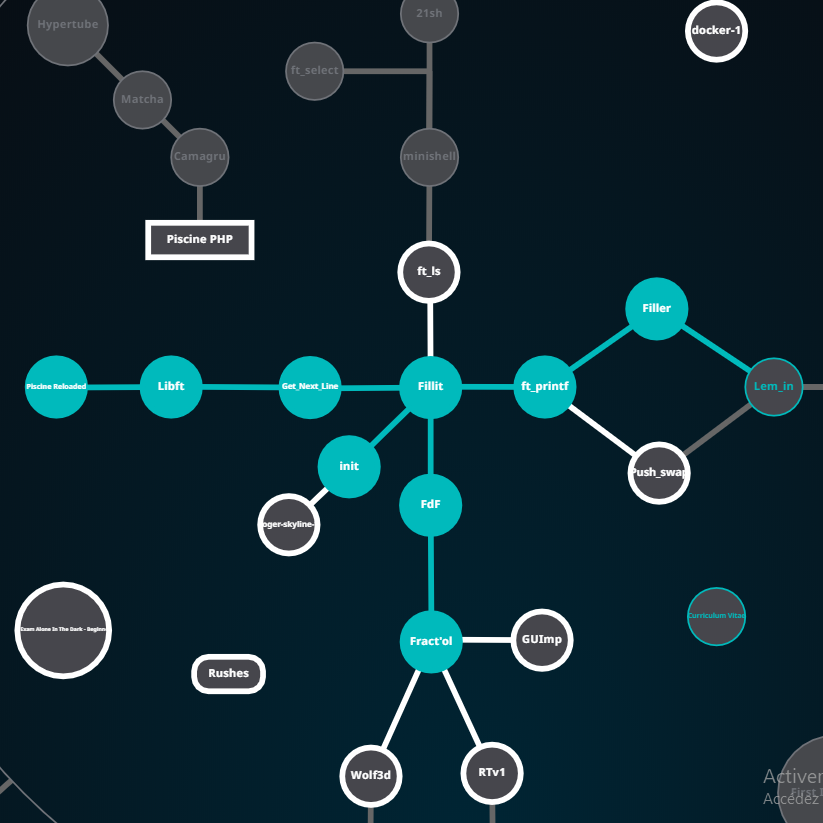 Hypertube
21sh
docker-1
ft_select
Matcha
Camagru
minishell
Piscine PHP
ft_ls
Filler
Piscine Reloaded
Libft
Get_Next_Line
Fillit
ft_printf
Lem_in
init
Push_swap
FdF
oger-skyline-
Curriculum Vitae
Exam Alone In The Dark - Beginne
Fract'ol
GUImp
Rushes
Wolf3d
RTv1
Activer
First I
Accédez